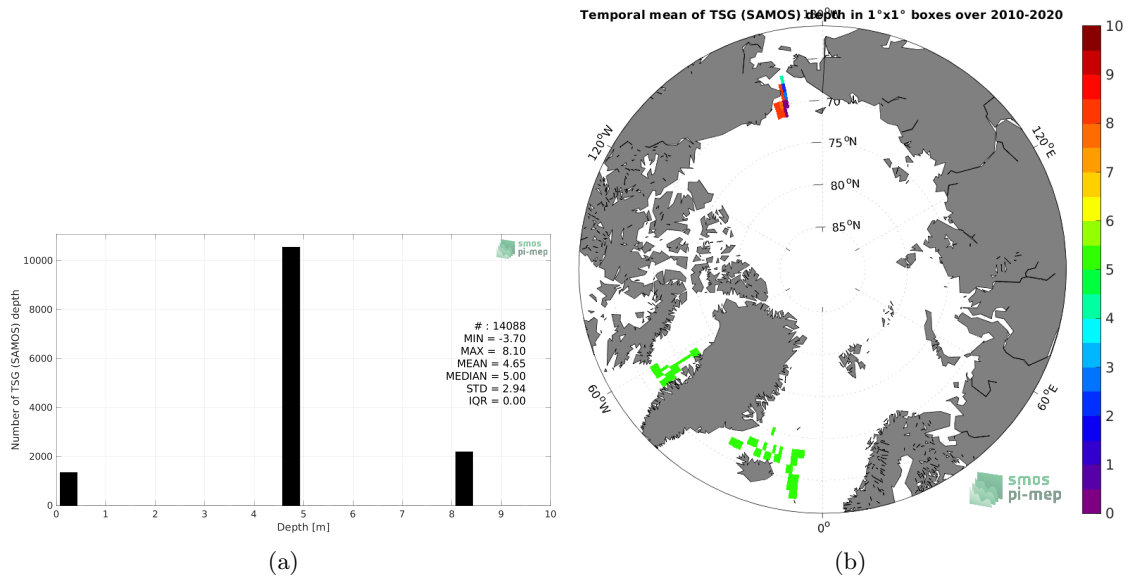 Temporal mean of TSG (SAMOS) depth in 1°x1° boxes over 2010-2020
180°W
10
9
8
7
6
5
4
3
2
1
0
120°W
120°E
70
75°N
80°N
85°N
60°W
60°E
0°
smos
pi-mep
Number of TSG (SAMOS) depth
10000
8000
6000
4000
2000
0
smos
pi-mep
# : 14088
MIN = -3.70
MAX = 8.10
MEAN = 4.65
MEDIAN = 5.00
STD = 2.94
IQR = 0.00
0 1 2 3 4 5 6 7 8 9 10
Depth [m]
(a)
(b)